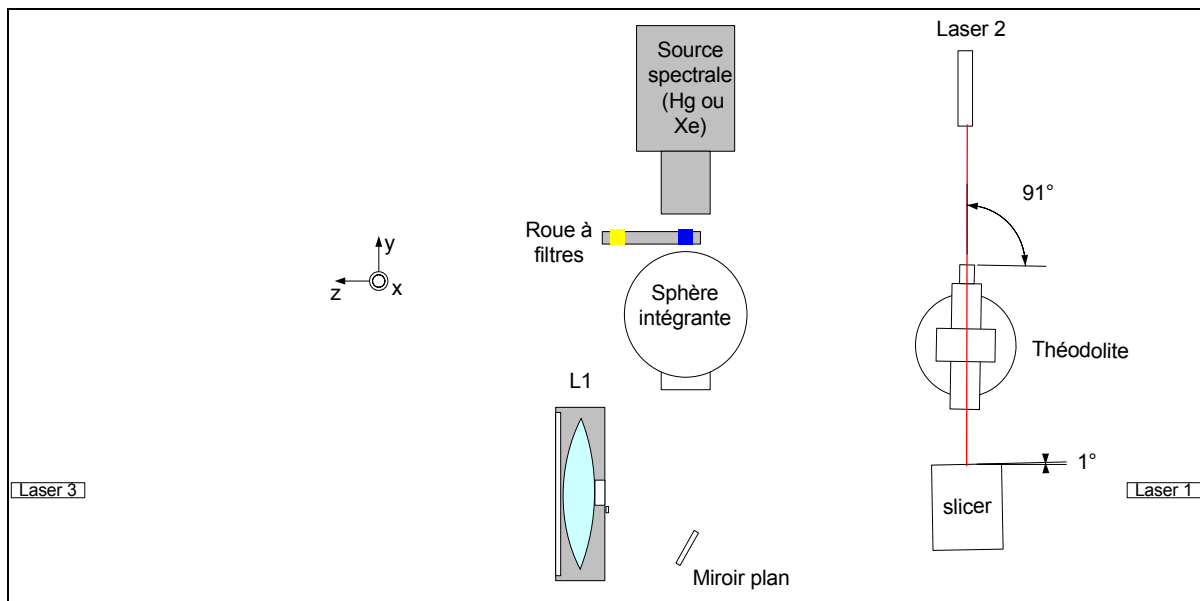 Laser 2
Source
spectrale
(Hg ou
Xe)
91°
Roue à
filtres
y
z
x
Sphère
intégrante
Théodolite
L1
1°
Laser 3
Laser 1
slicer
Miroir plan